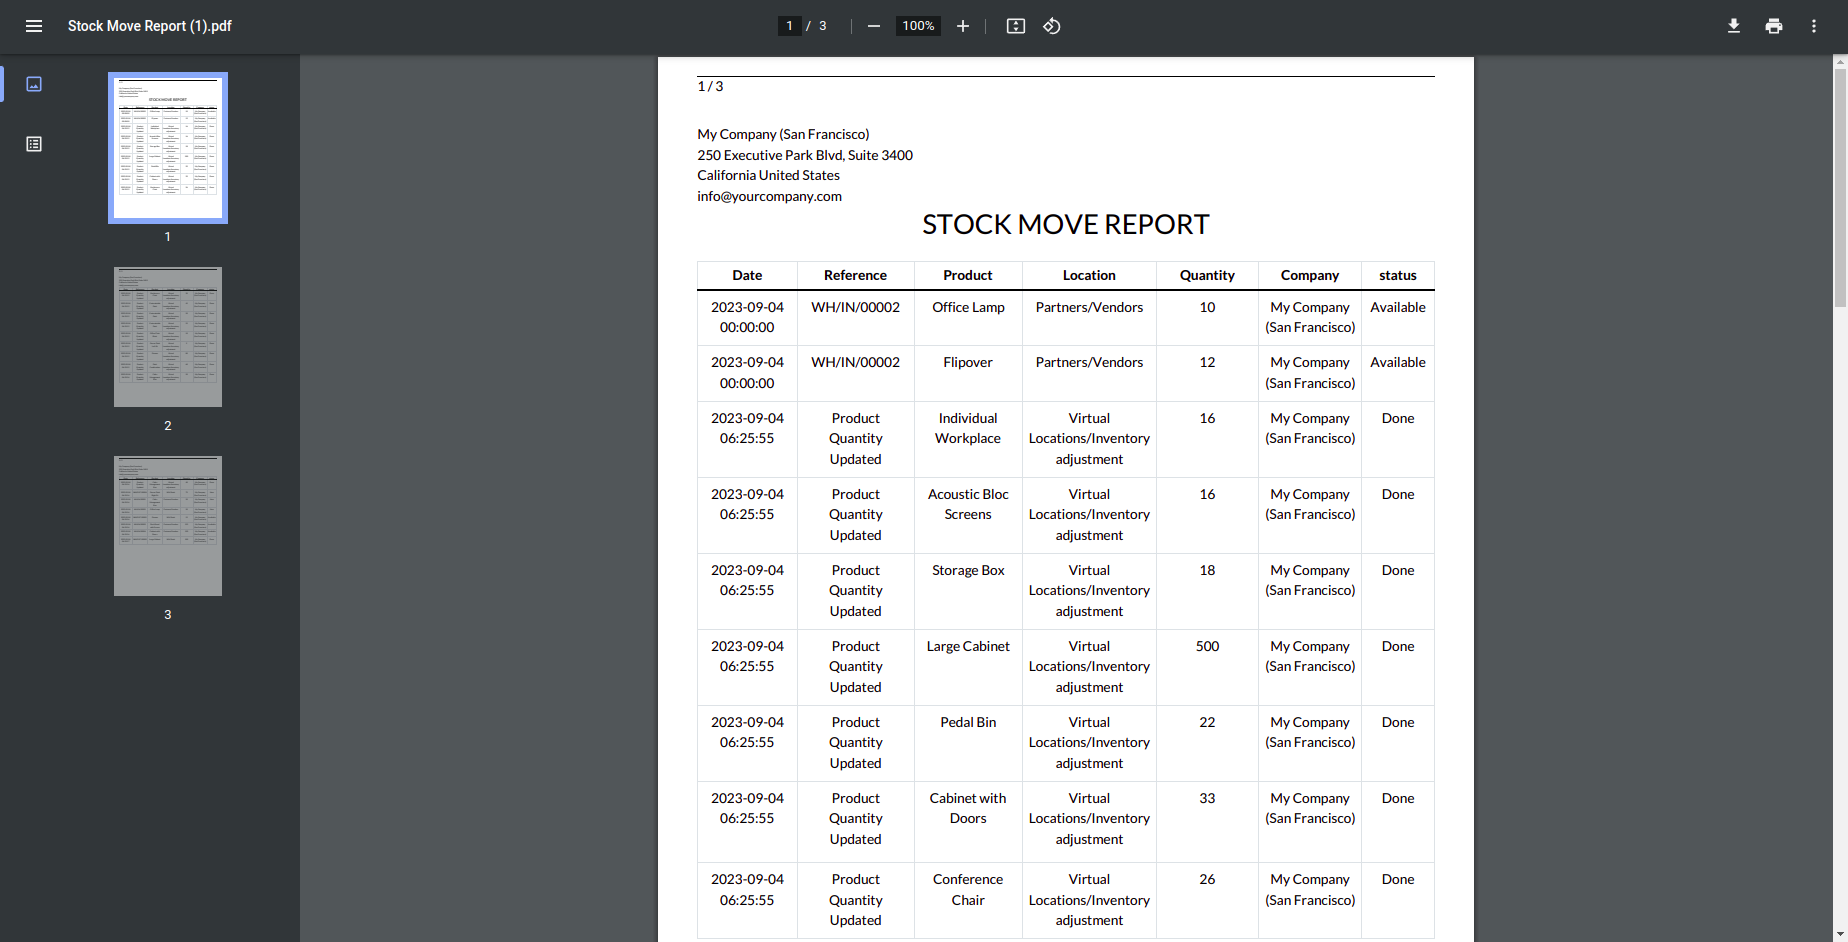 Stock Move Report (1).pdf
1 / 3
100%
1
2
3
1 / 3
My Company (San Francisco)
250 Executive Park Blvd, Suite 3400
California United States
info@yourcompany.com
STOCK MOVE REPORT
Date Reference Product Location Quantity Company status
2023-09-04 WH/IN/00002 Office Lamp Partners/Vendors 10 My Company Available
00:00:00 (San Francisco)
2023-09-04 WH/IN/00002 Flipover Partners/Vendors 12 My Company Available
00:00:00 (San Francisco)
2023-09-04 Product Individual Virtual 16 My Company Done
06:25:55 Quantity Workplace Locations/Inventory (San Francisco)
Updated adjustment
2023-09-04 Product Acoustic Bloc Virtual 16 My Company Done
06:25:55 Quantity Screens Locations/Inventory (San Francisco)
Updated adjustment
2023-09-04 Product Storage Box Virtual 18 My Company Done
06:25:55 Quantity Locations/Inventory (San Francisco)
Updated adjustment
2023-09-04 Product Large Cabinet Virtual 500 My Company Done
06:25:55 Quantity Locations/Inventory (San Francisco)
Updated adjustment
2023-09-04 Product Pedal Bin Virtual 22 My Company Done
06:25:55 Quantity Locations/Inventory (San Francisco)
Updated adjustment
2023-09-04 Product Cabinet with Virtual 33 My Company Done
06:25:55 Quantity Doors Locations/Inventory (San Francisco)
Updated adjustment
2023-09-04 Product Conference Virtual 26 My Company Done
06:25:55 Quantity Chair Locations/Inventory (San Francisco)
Updated adjustment